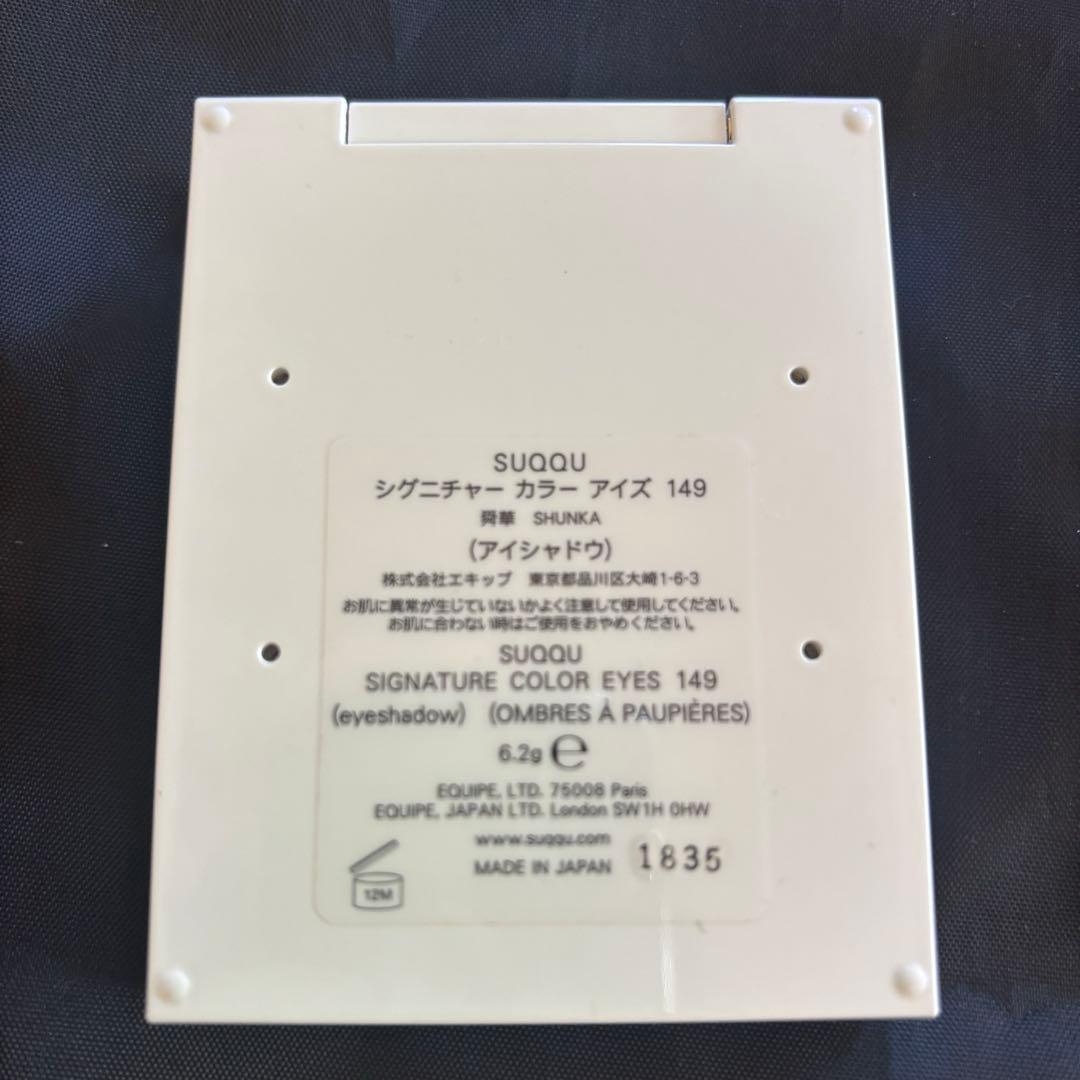 SUQQU
シグニチャー カラー アイズ 149
舜華 SHUNKA
(アイシャドウ)
株式会社エキップ 東京都品川区大崎1-6-3
お肌に異常が生じていないかよく注意して使用してください。
お肌に合わない時はご使用をおやめください。
SUQQU
SIGNATURE COLOR EYES 149
(eyeshadow) (OMBRES À PAUPIÈRES)
6.2g ℮
EQUIPE, LTD. 75008 Paris
EQUIPE, JAPAN LTD. London SW1H 0HW
www.suqqu.com
MADE IN JAPAN 1835
12M